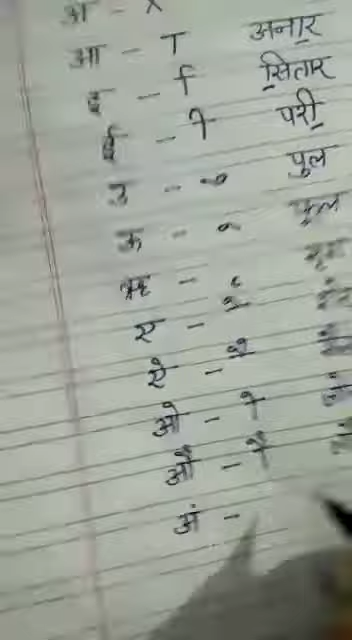 अ - x
आ - ा अनार
इ - ि सितार
ई - ी परी
उ - ु पुल
ऊ - ू फूल
ऋ - ृ मृग
ए - े
ऐ - ै
ओ - ो
औ - ौ
अं -